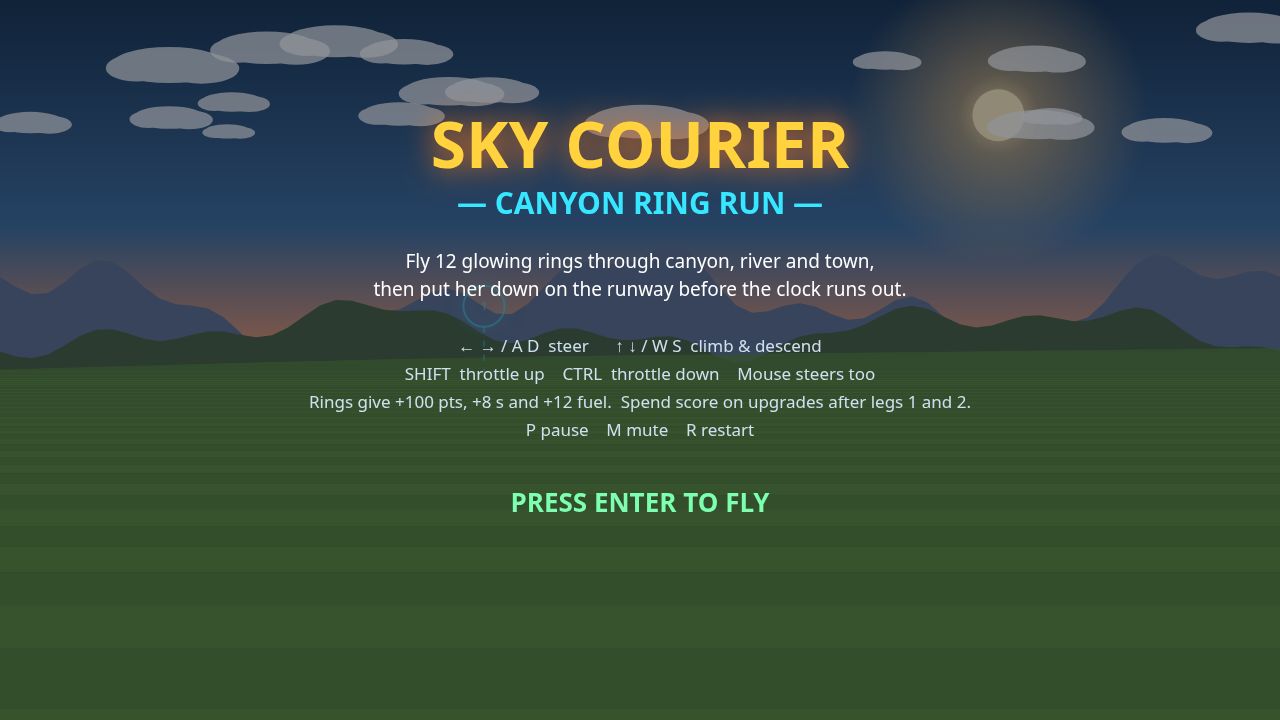 SKY COURIER
— CANYON RING RUN —
Fly 12 glowing rings through canyon, river and town,
then put her down on the runway before the clock runs out.
← → / A D  steer      ↑ ↓ / W S  climb & descend
SHIFT  throttle up    CTRL  throttle down    Mouse steers too
Rings give +100 pts, +8 s and +12 fuel.  Spend score on upgrades after legs 1 and 2.
P pause    M mute    R restart
PRESS ENTER TO FLY